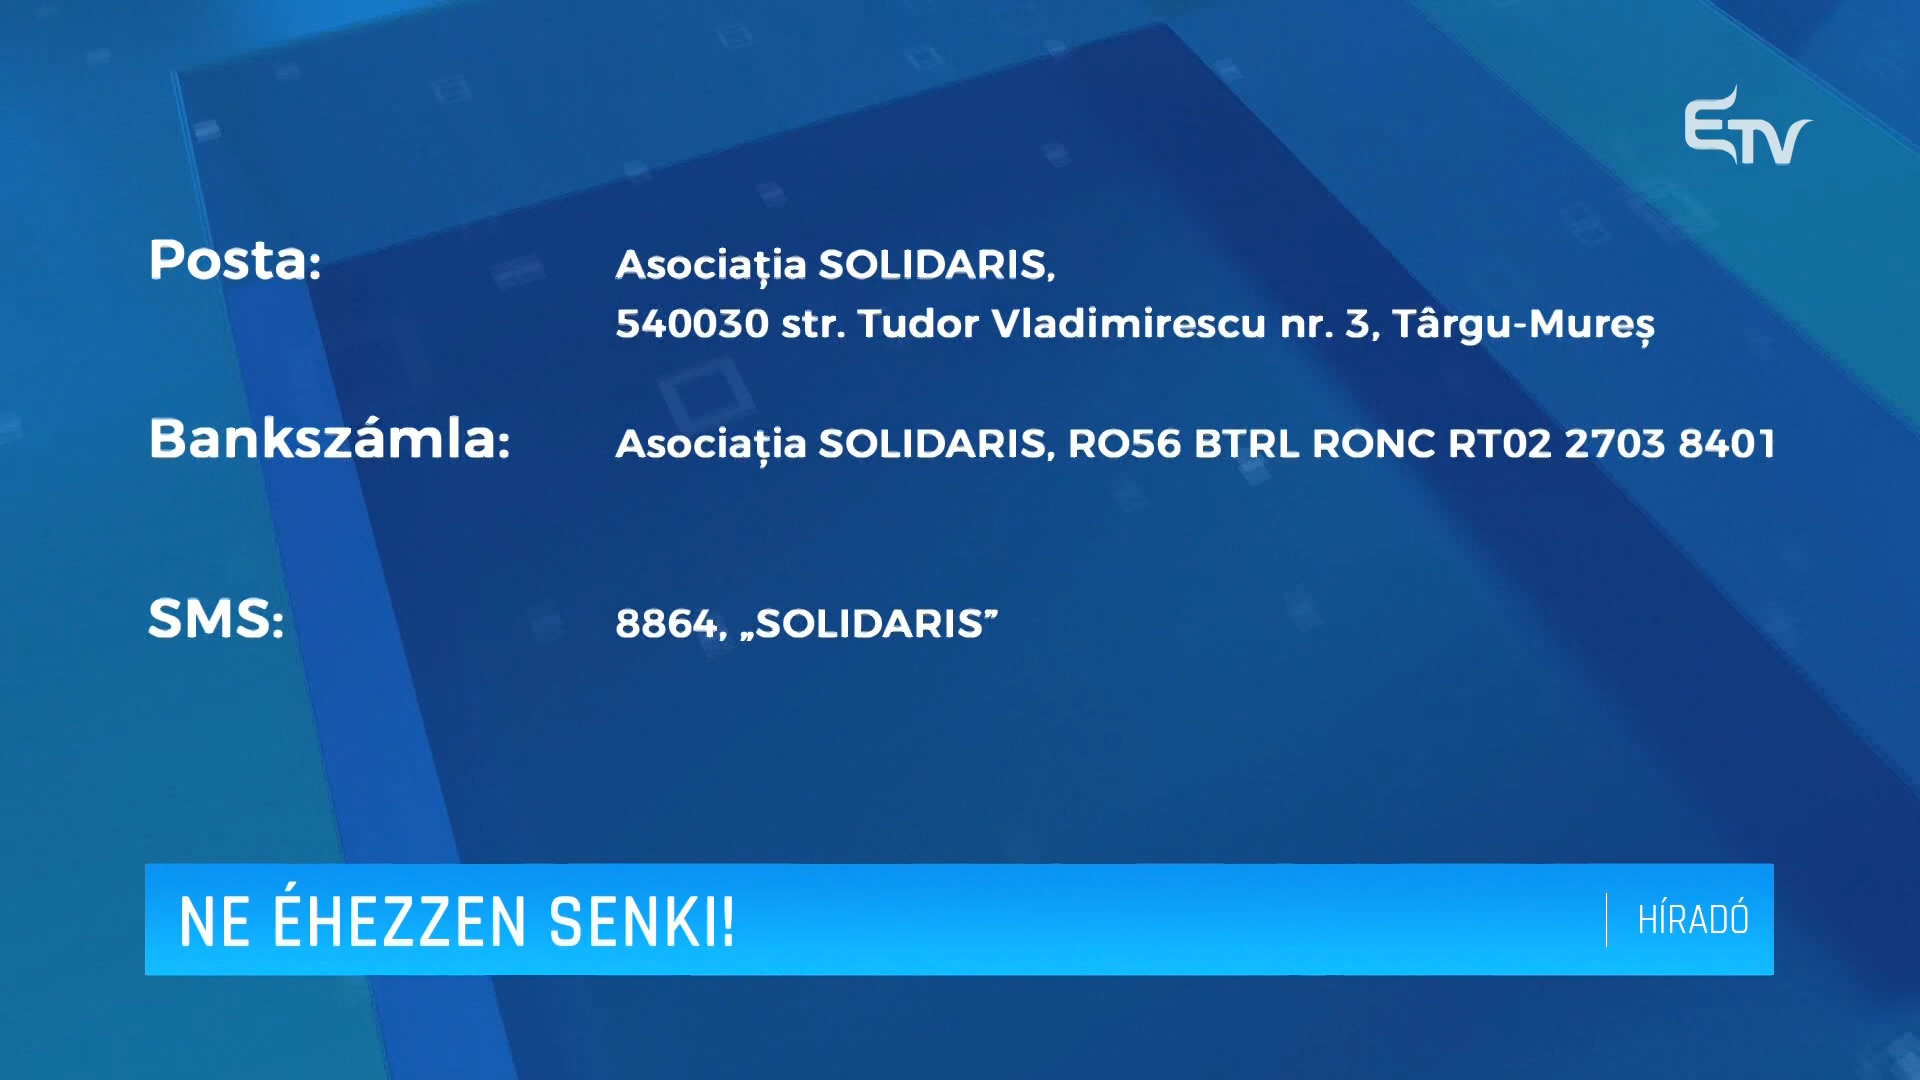 ETV
Posta:
Asociația SOLIDARIS,
540030 str. Tudor Vladimirescu nr. 3, Târgu-Mureș
Bankszámla:
Asociația SOLIDARIS, RO56 BTRL RONC RT02 2703 8401
SMS:
8864, „SOLIDARIS”
NE ÉHEZZEN SENKI!
HÍRADÓ